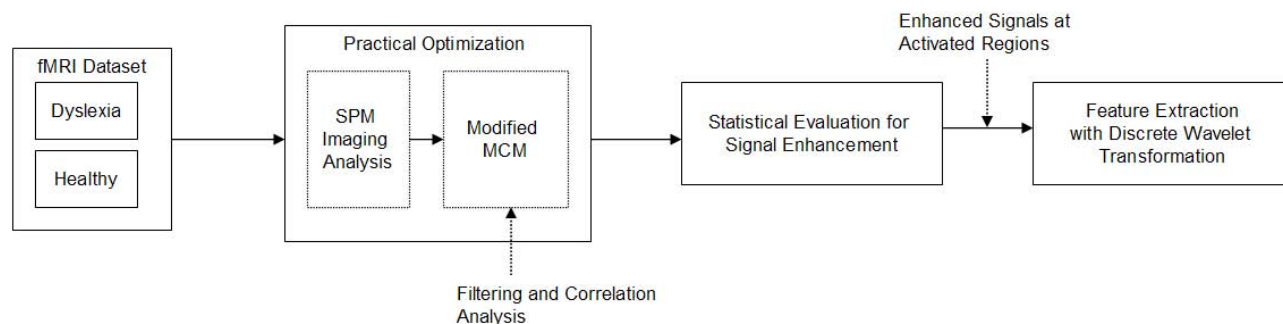 fMRI Dataset
Dyslexia
Healthy
Practical Optimization
SPM
Imaging
Analysis
Modified
MCM
Filtering and Correlation
Analysis
Statistical Evaluation for
Signal Enhancement
Enhanced Signals at
Activated Regions
Feature Extraction
with Discrete Wavelet
Transformation